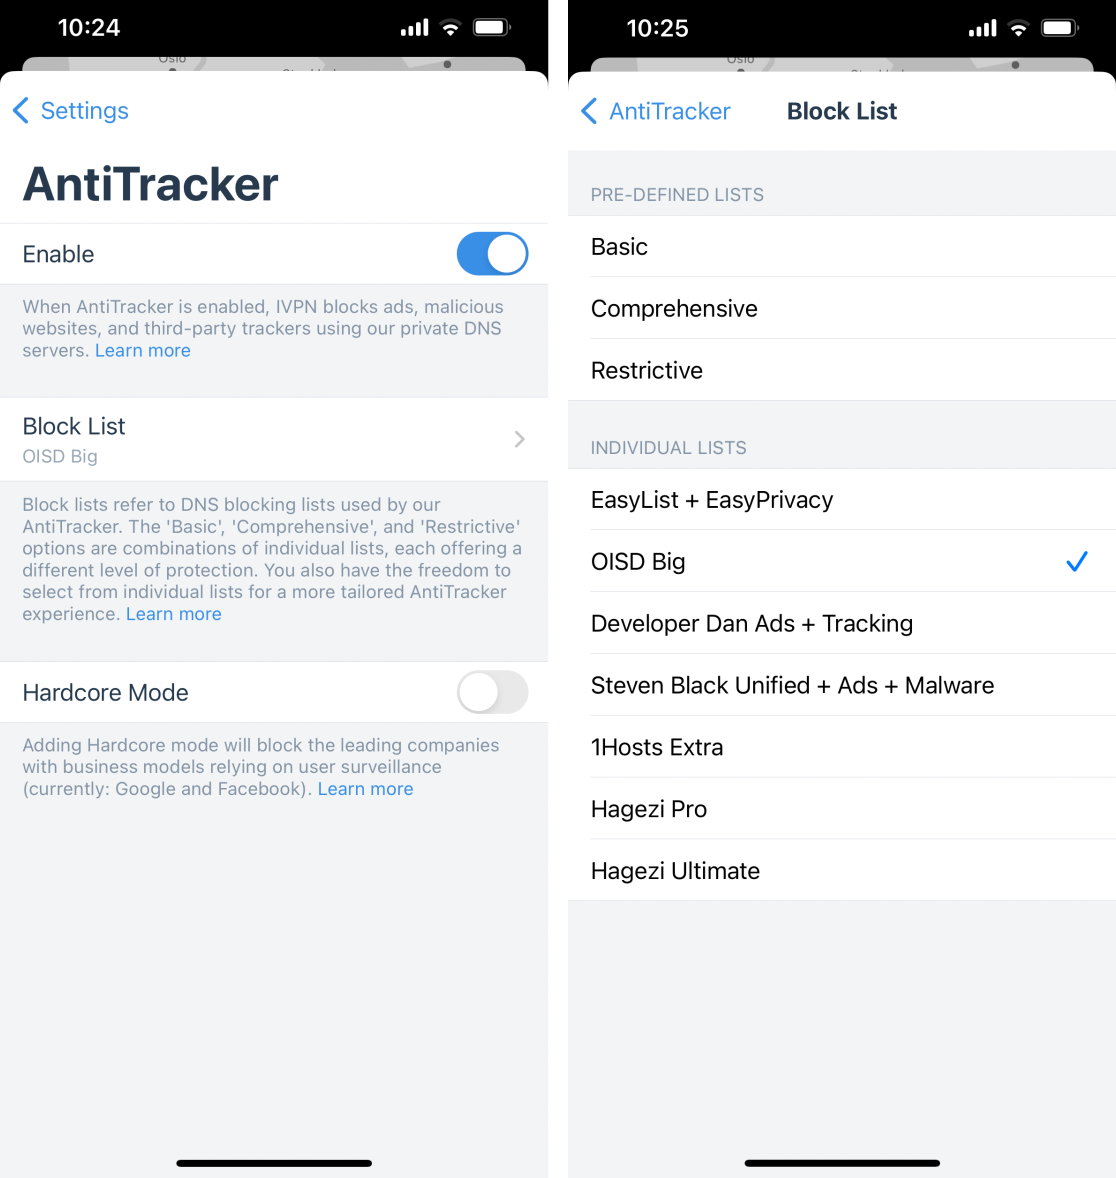 10:24
Oslo
Settings
AntiTracker
Enable
When AntiTracker is enabled, IVPN blocks ads, malicious
websites, and third-party trackers using our private DNS
servers. Learn more
Block List
OISD Big
Block lists refer to DNS blocking lists used by our
AntiTracker. The 'Basic', 'Comprehensive', and 'Restrictive'
options are combinations of individual lists, each offering a
different level of protection. You also have the freedom to
select from individual lists for a more tailored AntiTracker
experience. Learn more
Hardcore Mode
Adding Hardcore mode will block the leading companies
with business models relying on user surveillance
(currently: Google and Facebook). Learn more
10:25
Oslo
AntiTracker
Block List
PRE-DEFINED LISTS
Basic
Comprehensive
Restrictive
INDIVIDUAL LISTS
EasyList + EasyPrivacy
OISD Big
Developer Dan Ads + Tracking
Steven Black Unified + Ads + Malware
1Hosts Extra
Hagezi Pro
Hagezi Ultimate